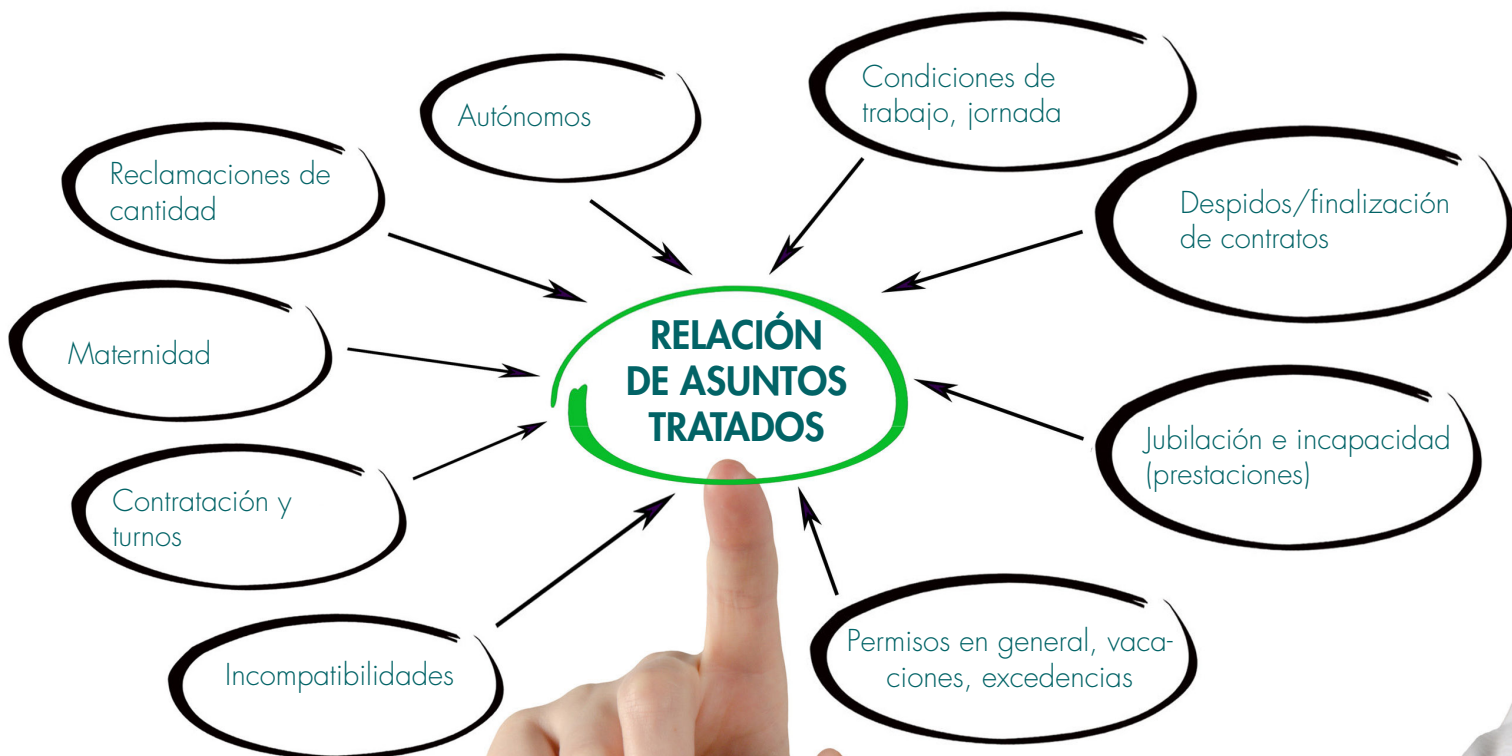 Autónomos
Condiciones de
trabajo, jornada
Reclamaciones de
cantidad
Despidos/finalización
de contratos
Maternidad
RELACIÓN
DE ASUNTOS
TRATADOS
Jubilación e incapacidad
(prestaciones)
Contratación y
turnos
Incompatibilidades
Permisos en general, vaca-
ciones, excedencias